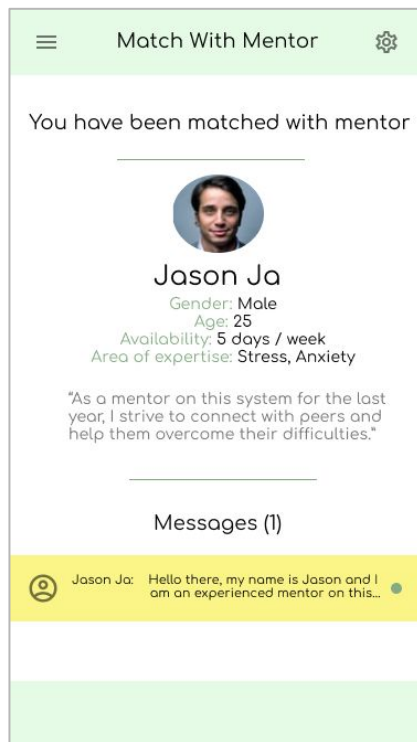 Match With Mentor
You have been matched with mentor
Jason Ja
Gender: Male
Age: 25
Availability: 5 days / week
Area of expertise: Stress, Anxiety
“As a mentor on this system for the last
year, I strive to connect with peers and
help them overcome their difficulties.”
Messages (1)
Jason Ja: Hello there, my name is Jason and I
am an experienced mentor on this...